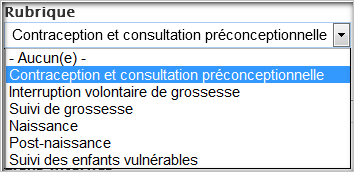 Rubrique
Contraception et consultation préconceptionnelle
- Aucun(e) -
Contraception et consultation préconceptionnelle
Interruption volontaire de grossesse
Suivi de grossesse
Naissance
Post-naissance
Suivi des enfants vulnérables